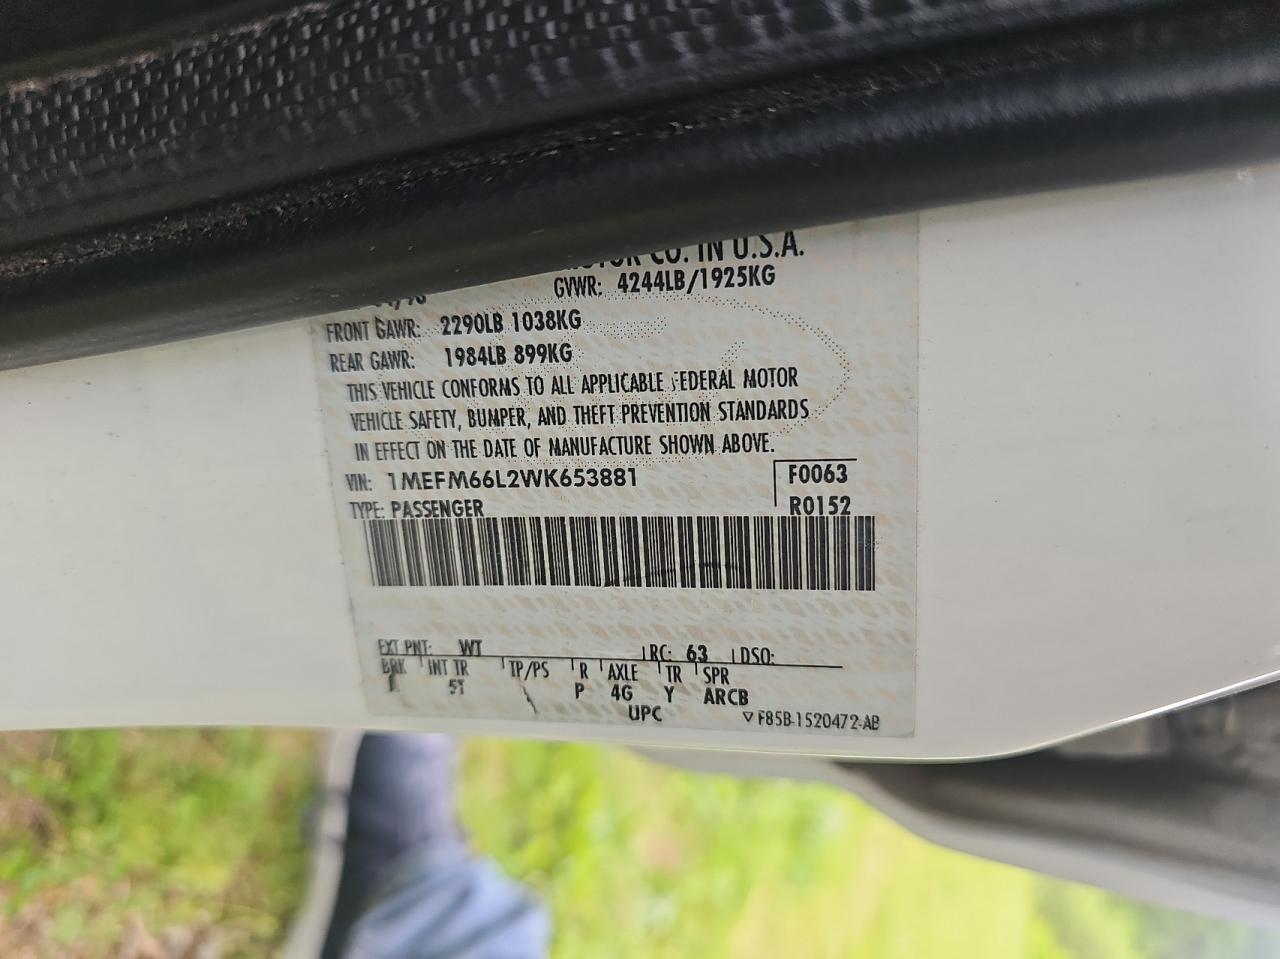 MOTOR CO. IN U.S.A.
GVWR: 4244LB/1925KG
FRONT GAWR: 2290LB 1038KG
REAR GAWR: 1984LB 899KG
THIS VEHICLE CONFORMS TO ALL APPLICABLE FEDERAL MOTOR
VEHICLE SAFETY, BUMPER, AND THEFT PREVENTION STANDARDS
IN EFFECT ON THE DATE OF MANUFACTURE SHOWN ABOVE.
VIN: 1MEFM66L2WK653881
F0063
TYPE: PASSENGER
R0152
EXT PNT: WT RC: 63 DSO:
BRK INT TR TP/PS R AXLE TR SPR
5T P 4G Y ARCB
UPC
F85B-1520472-AB